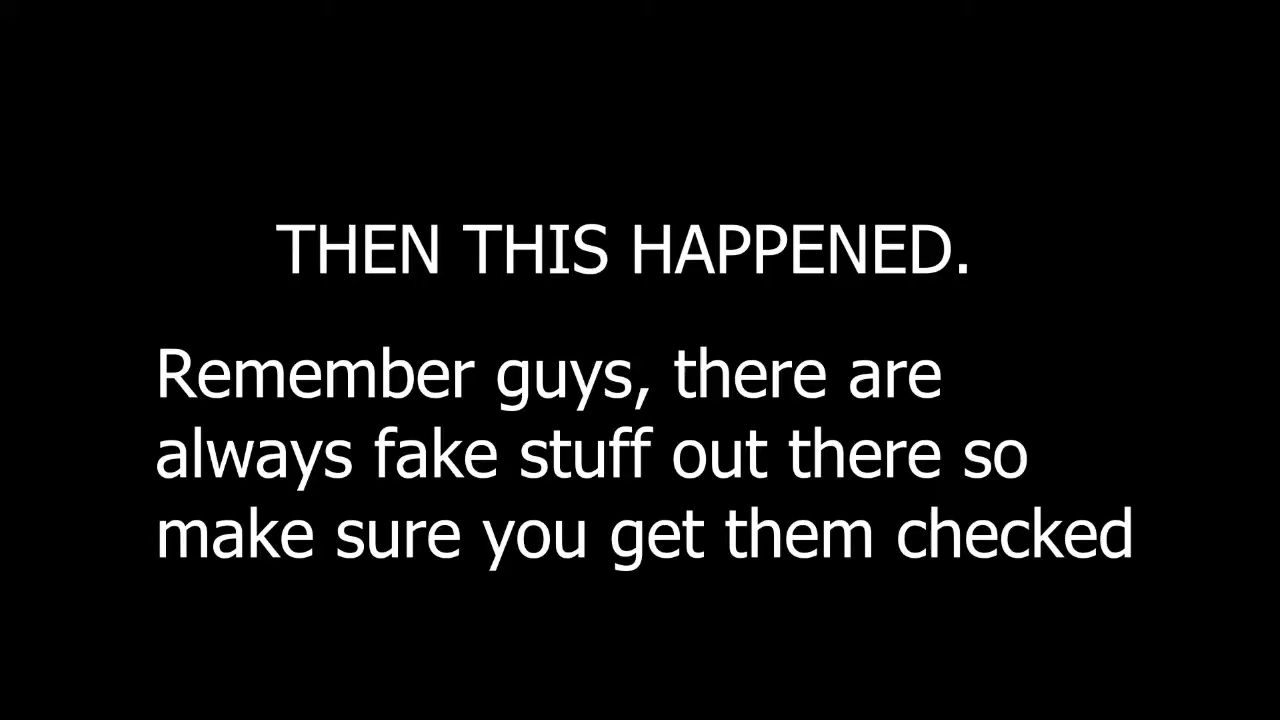 THEN THIS HAPPENED.
Remember guys, there are
always fake stuff out there so
make sure you get them checked